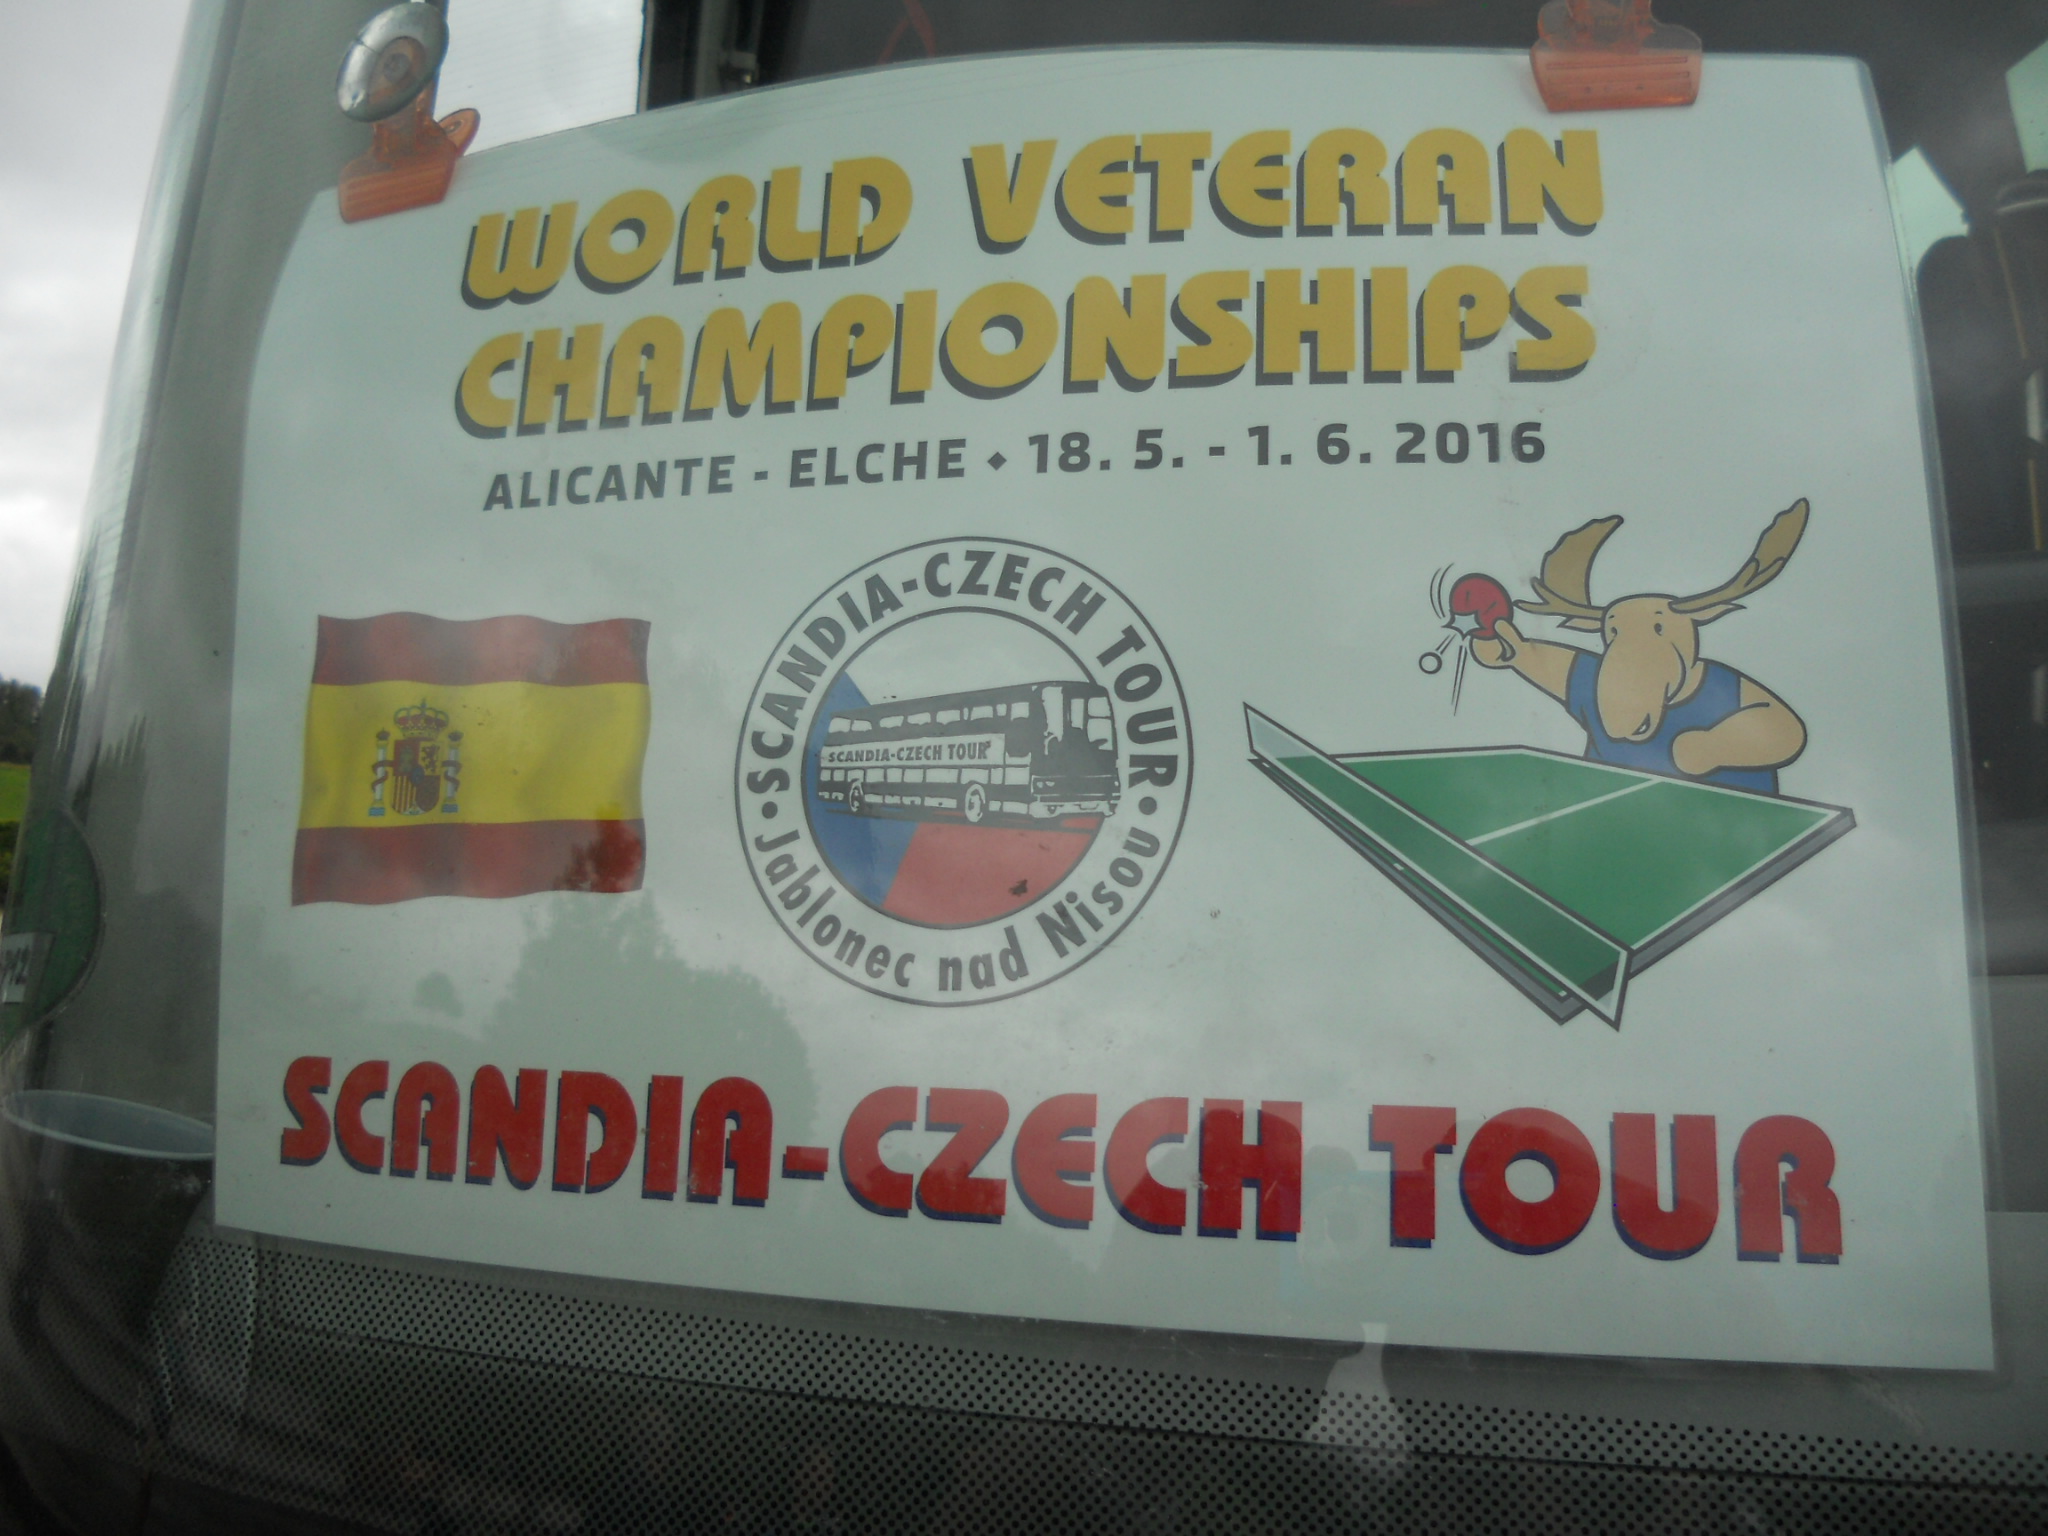 WORLD VETERAN
CHAMPIONSHIPS
ALICANTE - ELCHE ◆ 18. 5. - 1. 6. 2016
SCANDIA-CZECH TOUR
SCANDIA-CZECH TOUR
• Jablonec nad Nisou •
SCANDIA-CZECH TOUR